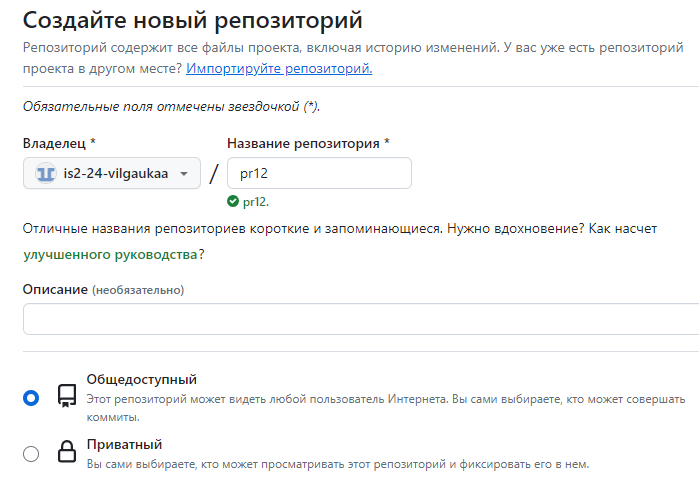 Создайте новый репозиторий
Репозиторий содержит все файлы проекта, включая историю изменений. У вас уже есть репозиторий
проекта в другом месте? Импортируйте репозиторий.
Обязательные поля отмечены звездочкой (*).
Владелец *
Название репозитория *
is2-24-vilgaukaa
/
pr12
pr12.
Отличные названия репозиториев короткие и запоминающиеся. Нужно вдохновение? Как насчет
улучшенного руководства?
Описание (необязательно)
Общедоступный
Этот репозиторий может видеть любой пользователь Интернета. Вы сами выбираете, кто может совершать
коммиты.
Приватный
Вы сами выбираете, кто может просматривать этот репозиторий и фиксировать его в нем.